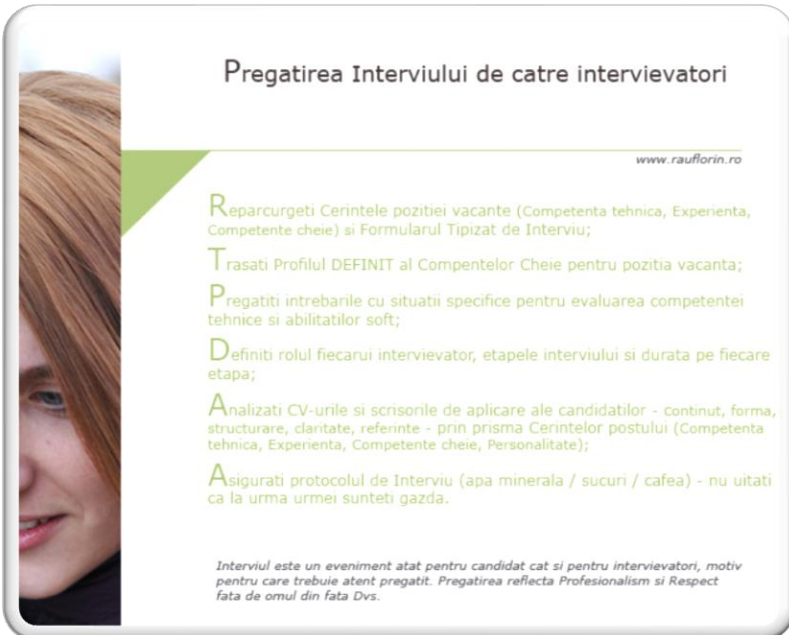 Pregatirea Interviului de catre intervievatori
www.rauflorin.ro
Reparcurgeti Cerintele pozitiei vacante (Competenta tehnica, Experienta,
Competente cheie) si Formularul Tipizat de Interviu;
Trasati Profilul DEFINIT al Compentelor Cheie pentru pozitia vacanta;
Pregatiti intrebarile cu situatii specifice pentru evaluarea competentei
tehnice si abilitatilor soft;
Definiti rolul fiecarui intervievator, etapele interviului si durata pe fiecare
etapa;
Analizati CV-urile si scrisorile de aplicare ale candidatilor - continut, forma,
structurare, claritate, referinte - prin prisma Cerintelor postului (Competenta
tehnica, Experienta, Competente cheie, Personalitate);
Asigurati protocolul de Interviu (apa minerala / sucuri / cafea) - nu uitati
ca la urma urmei sunteti gazda.
Interviul este un eveniment atat pentru candidat cat si pentru intervievatori, motiv
pentru care trebuie atent pregatit. Pregatirea reflecta Profesionalism si Respect
fata de omul din fata Dvs.